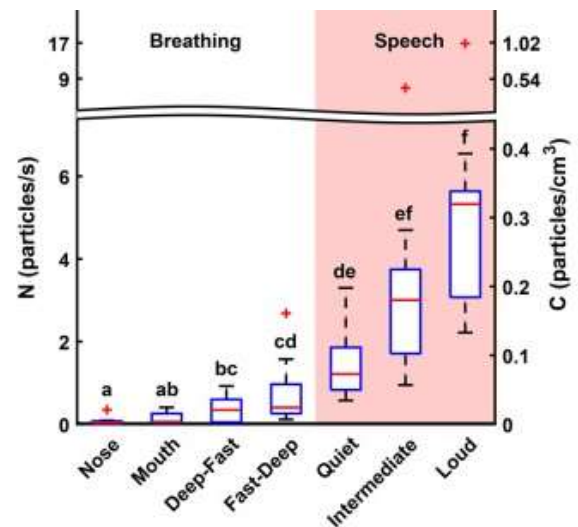 Breathing Speech
17
9
6
4
2
0
N (particles/s)
1.02
0.54
0.4
0.3
0.2
0.1
0
C (particles/cm³)
a
ab
bc
cd
de
ef
f
Nose
Mouth
Deep-Fast
Fast-Deep
Quiet
Intermediate
Loud